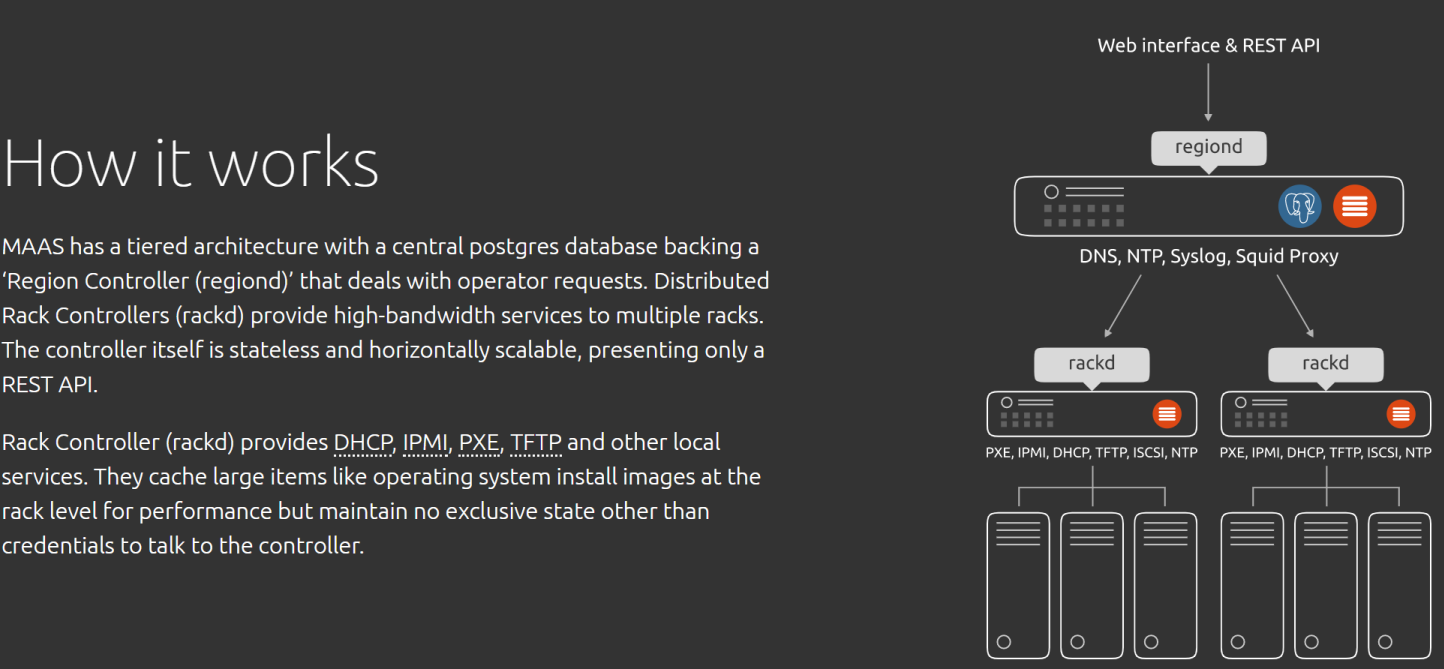 How it works
MAAS has a tiered architecture with a central postgres database backing a
‘Region Controller (regiond)’ that deals with operator requests. Distributed
Rack Controllers (rackd) provide high-bandwidth services to multiple racks.
The controller itself is stateless and horizontally scalable, presenting only a
REST API.
Rack Controller (rackd) provides DHCP, IPMI, PXE, TFTP and other local
services. They cache large items like operating system install images at the
rack level for performance but maintain no exclusive state other than
credentials to talk to the controller.
Web interface & REST API
regiond
DNS, NTP, Syslog, Squid Proxy
rackd
rackd
PXE, IPMI, DHCP, TFTP, ISCSI, NTP
PXE, IPMI, DHCP, TFTP, ISCSI, NTP